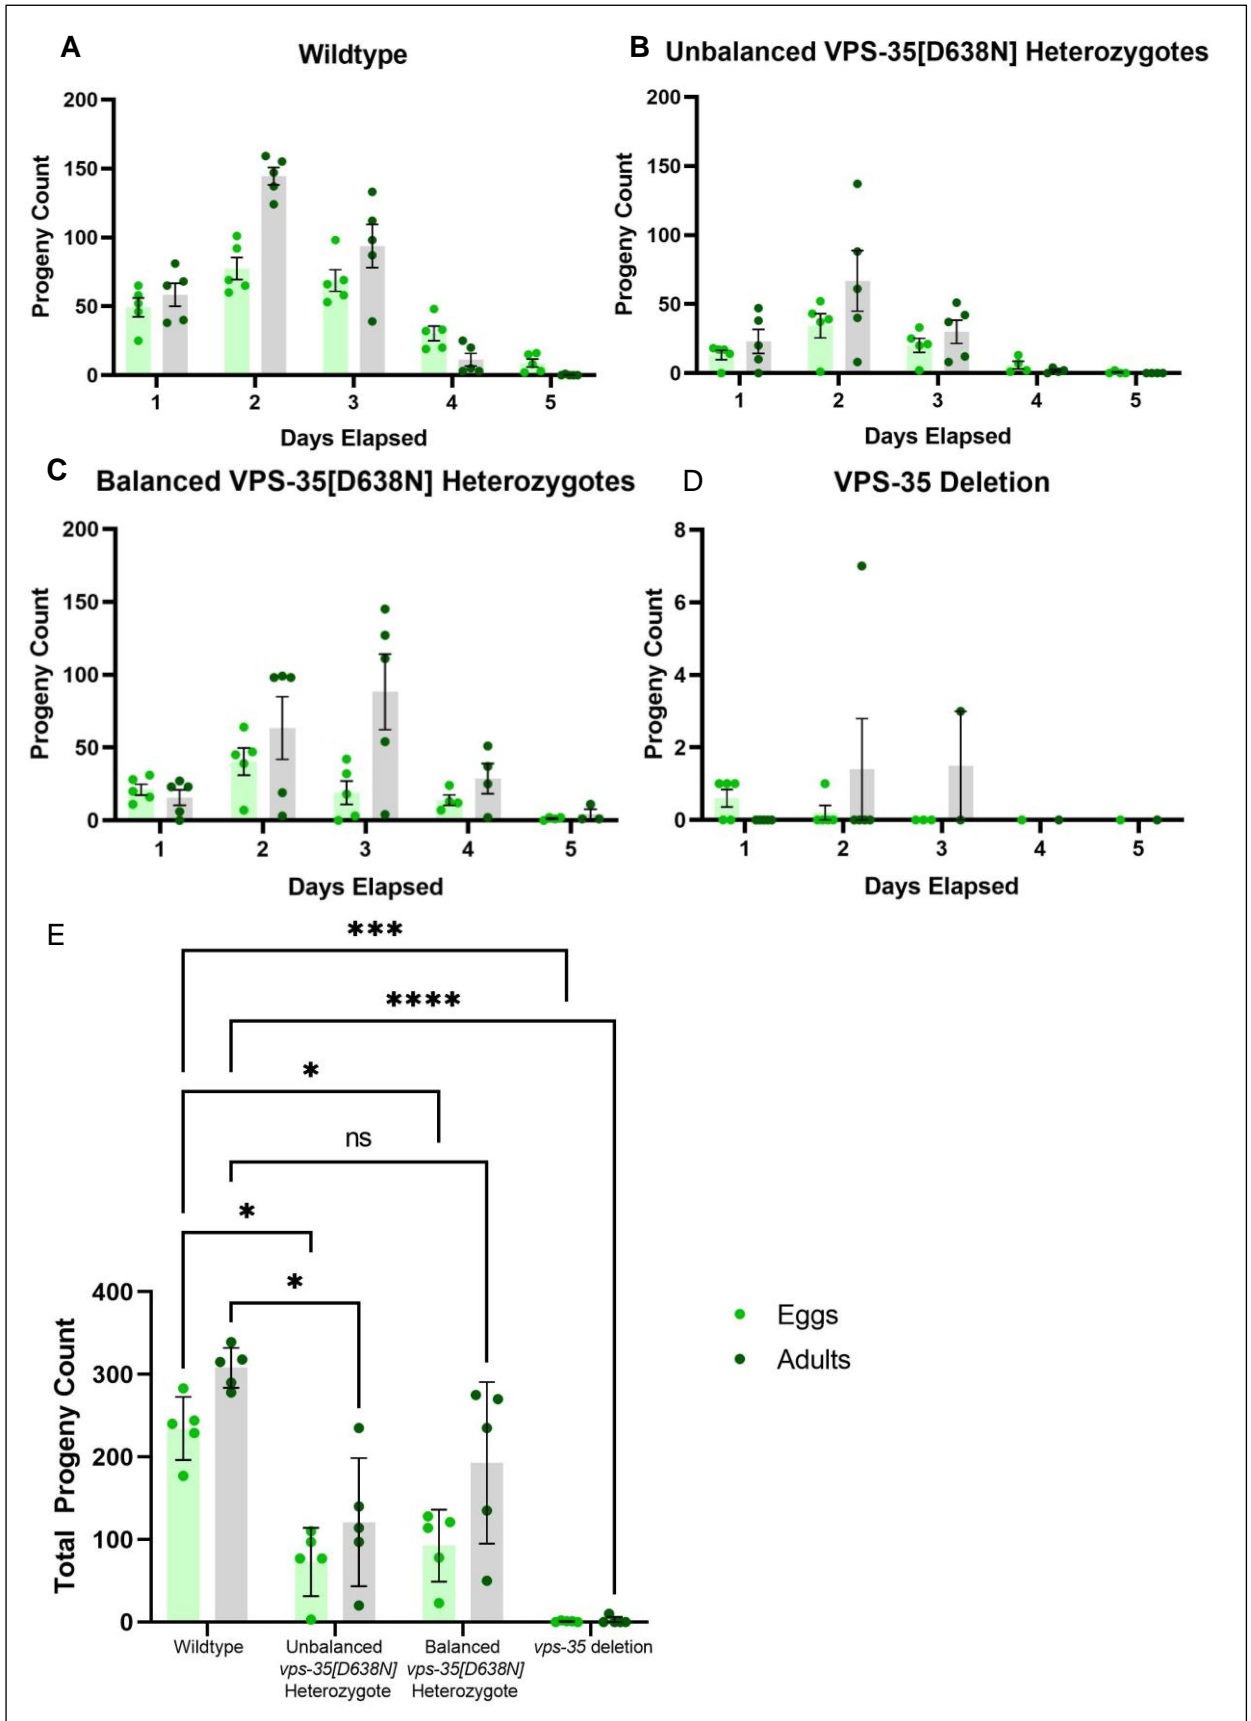 A
Wildtype
200
150
100
50
0
Progeny Count
1 2 3 4 5
Days Elapsed
B
Unbalanced VPS-35[D638N] Heterozygotes
200
150
100
50
0
Progeny Count
1 2 3 4 5
Days Elapsed
C
Balanced VPS-35[D638N] Heterozygotes
200
150
100
50
0
Progeny Count
1 2 3 4 5
Days Elapsed
D
VPS-35 Deletion
8
6
4
2
0
Progeny Count
1 2 3 4 5
Days Elapsed
E
***
****
*
ns
*
*
400
300
200
100
0
Total Progeny Count
Wildtype
Unbalanced
vps-35[D638N]
Heterozygote
Balanced
vps-35[D638N]
Heterozygote
vps-35 deletion
Eggs
Adults